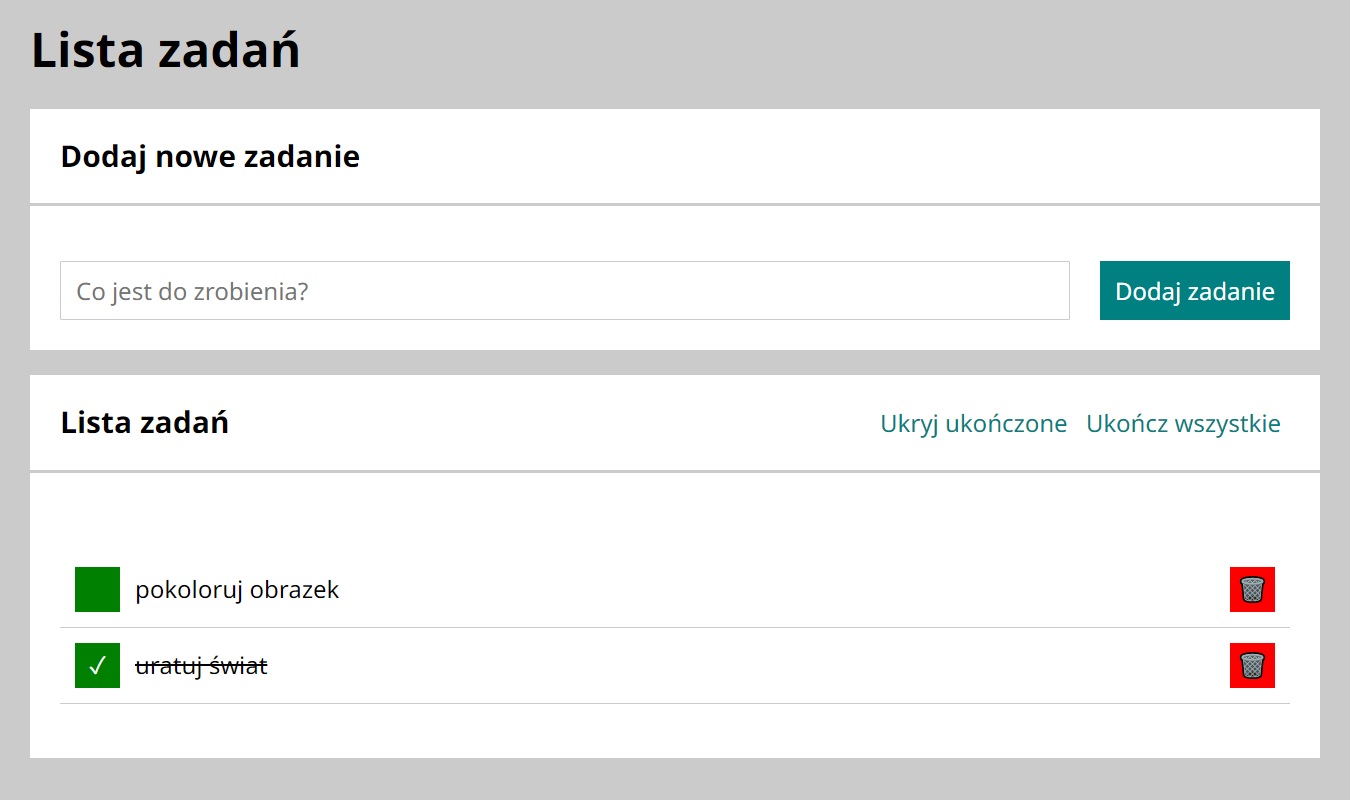 Lista zadań
Dodaj nowe zadanie
Co jest do zrobienia?
Dodaj zadanie
Lista zadań
Ukryj ukończone
Ukończ wszystkie
pokoloruj obrazek
✓ uratuj świat